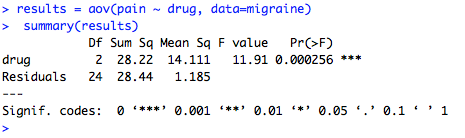 > results = aov(pain ~ drug, data=migraine)
>  summary(results)
            Df Sum Sq Mean Sq F value   Pr(>F)
drug         2  28.22  14.111   11.91 0.000256 ***
Residuals   24  28.44   1.185
---
Signif. codes:  0 ‘***’ 0.001 ‘**’ 0.01 ‘*’ 0.05 ‘.’ 0.1 ‘ ’ 1
>